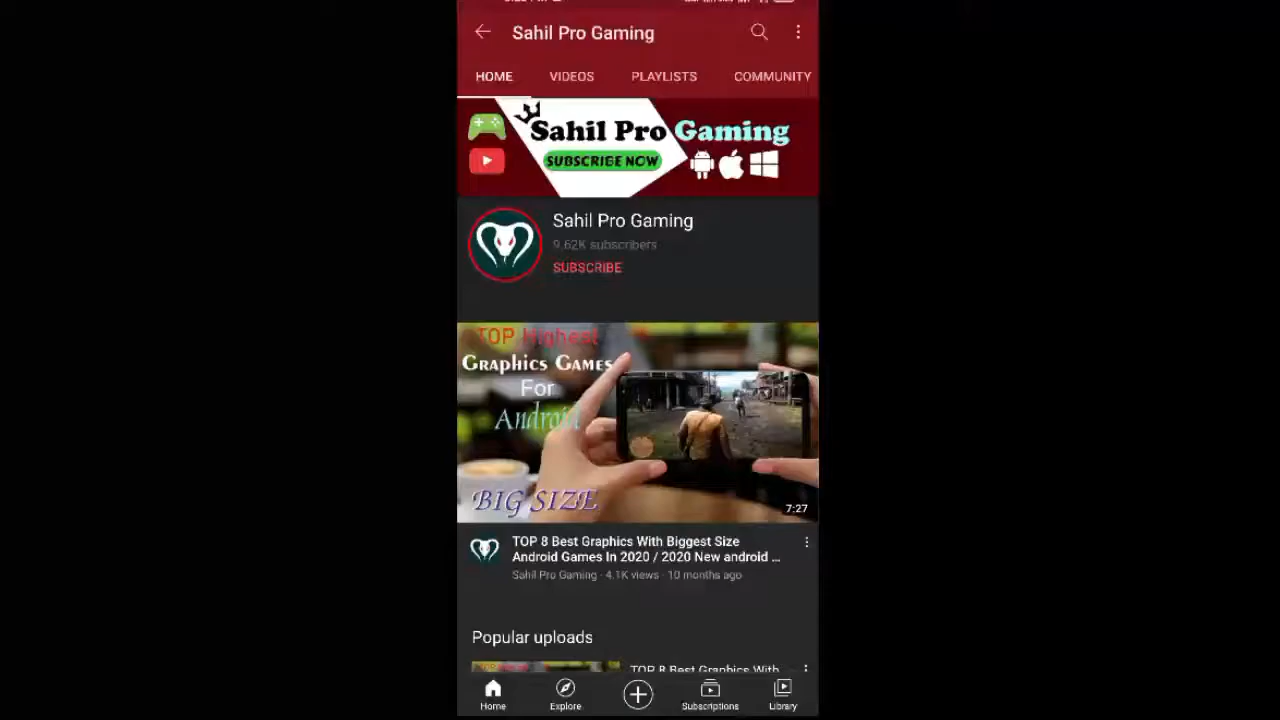 Sahil Pro Gaming
HOME VIDEOS PLAYLISTS COMMUNITY
Sahil Pro Gaming
SUBSCRIBE NOW
Sahil Pro Gaming
9.62K subscribers
SUBSCRIBE
TOP Highest
Graphics Games
For
Android
BIG SIZE
7:27
TOP 8 Best Graphics With Biggest Size
Android Games In 2020 / 2020 New android ...
Sahil Pro Gaming · 4.1K views · 10 months ago
Popular uploads
TOP 8 Best Graphics With
Home Explore Subscriptions Library